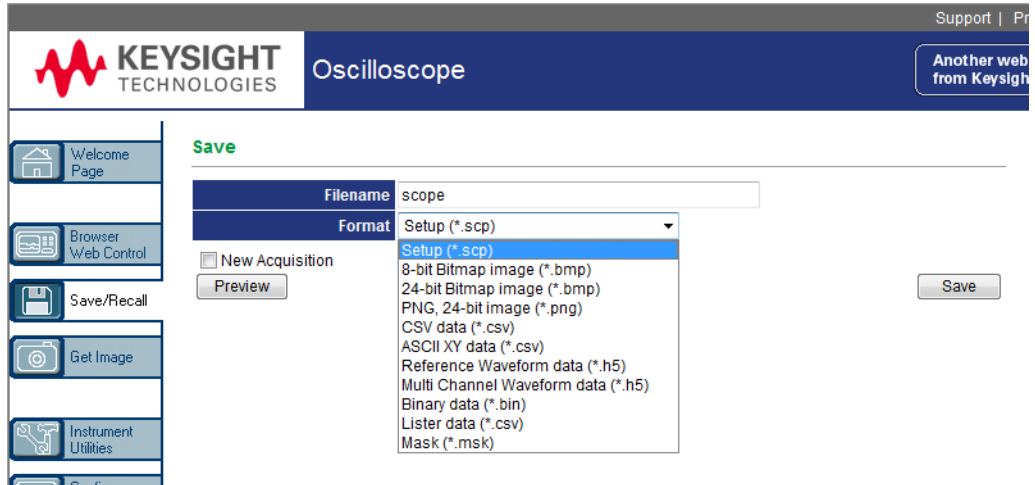 Support | Pr
KEYSIGHT
TECHNOLOGIES
Oscilloscope
Another web
from Keysigh
Welcome
Page
Save
Filename scope
Format Setup (*.scp)
Browser
Web Control
New Acquisition
Preview
Save
Setup (*.scp)
8-bit Bitmap image (*.bmp)
24-bit Bitmap image (*.bmp)
PNG, 24-bit image (*.png)
CSV data (*.csv)
ASCII XY data (*.csv)
Reference Waveform data (*.h5)
Multi Channel Waveform data (*.h5)
Binary data (*.bin)
Lister data (*.csv)
Mask (*.msk)
Save/Recall
Get Image
Instrument
Utilities